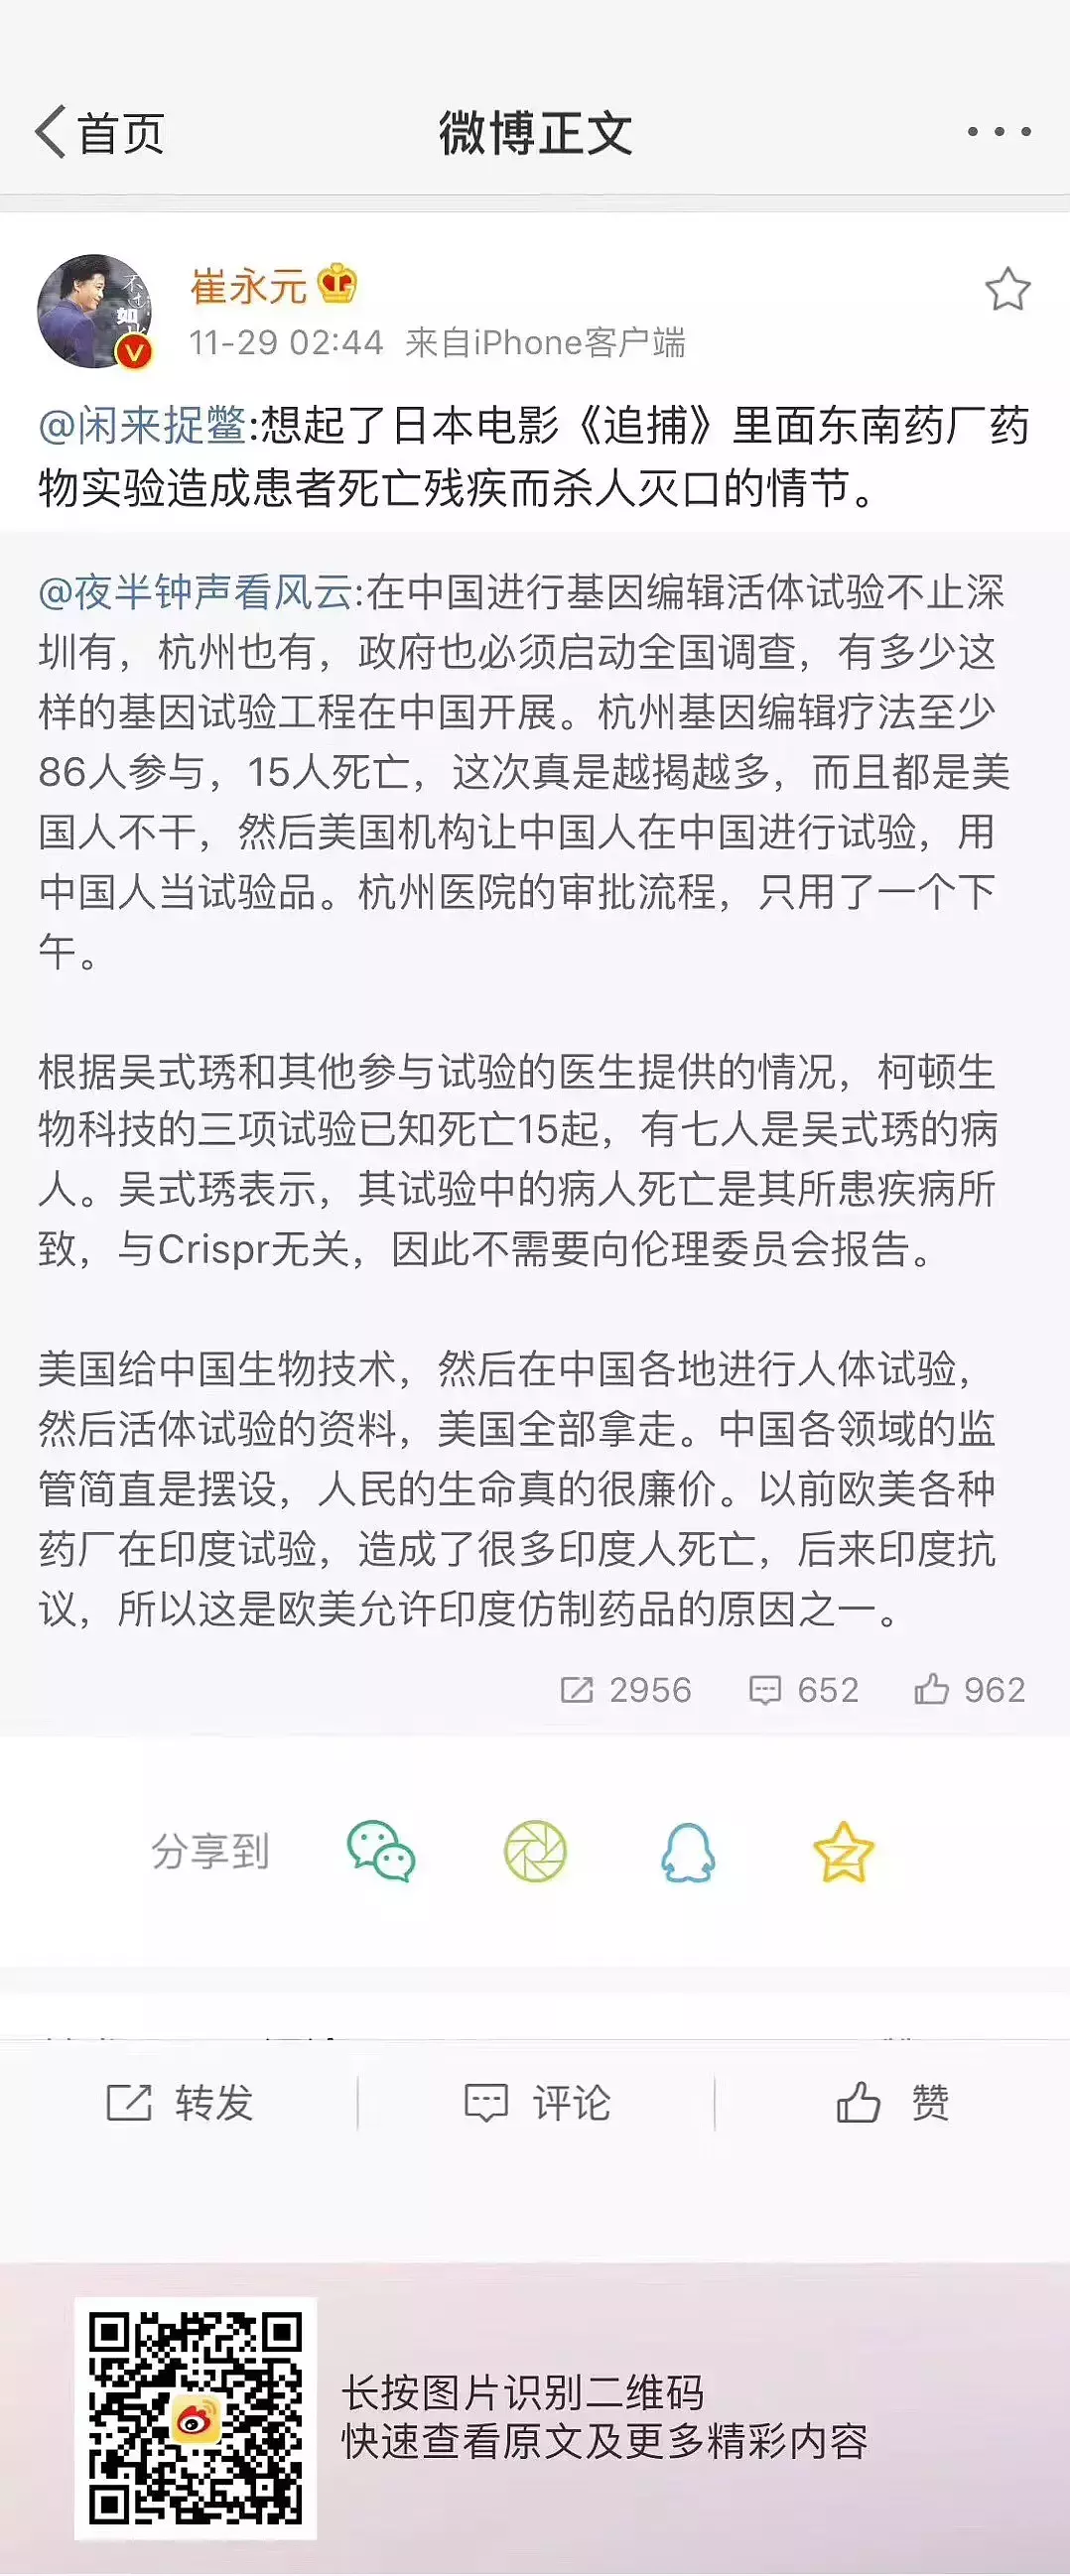 首页
微博正文
崔永元
11-29 02:44 来自iPhone客户端
@闲来捉鳖:想起了日本电影《追捕》里面东南药厂药
物实验造成患者死亡残疾而杀人灭口的情节。
@夜半钟声看风云:在中国进行基因编辑活体试验不止深
圳有，杭州也有，政府也必须启动全国调查，有多少这
样的基因试验工程在中国开展。杭州基因编辑疗法至少
86人参与，15人死亡，这次真是越揭越多，而且都是美
国人不干，然后美国机构让中国人在中国进行试验，用
中国人当试验品。杭州医院的审批流程，只用了一个下
午。
根据吴式琇和其他参与试验的医生提供的情况，柯顿生
物科技的三项试验已知死亡15起，有七人是吴式琇的病
人。吴式琇表示，其试验中的病人死亡是其所患疾病所
致，与Crispr无关，因此不需要向伦理委员会报告。
美国给中国生物技术，然后在中国各地进行人体试验，
然后活体试验的资料，美国全部拿走。中国各领域的监
管简直是摆设，人民的生命真的很廉价。以前欧美各种
药厂在印度试验，造成了很多印度人死亡，后来印度抗
议，所以这是欧美允许印度仿制药品的原因之一。
2956 652 962
分享到
转发 评论 赞
长按图片识别二维码
快速查看原文及更多精彩内容